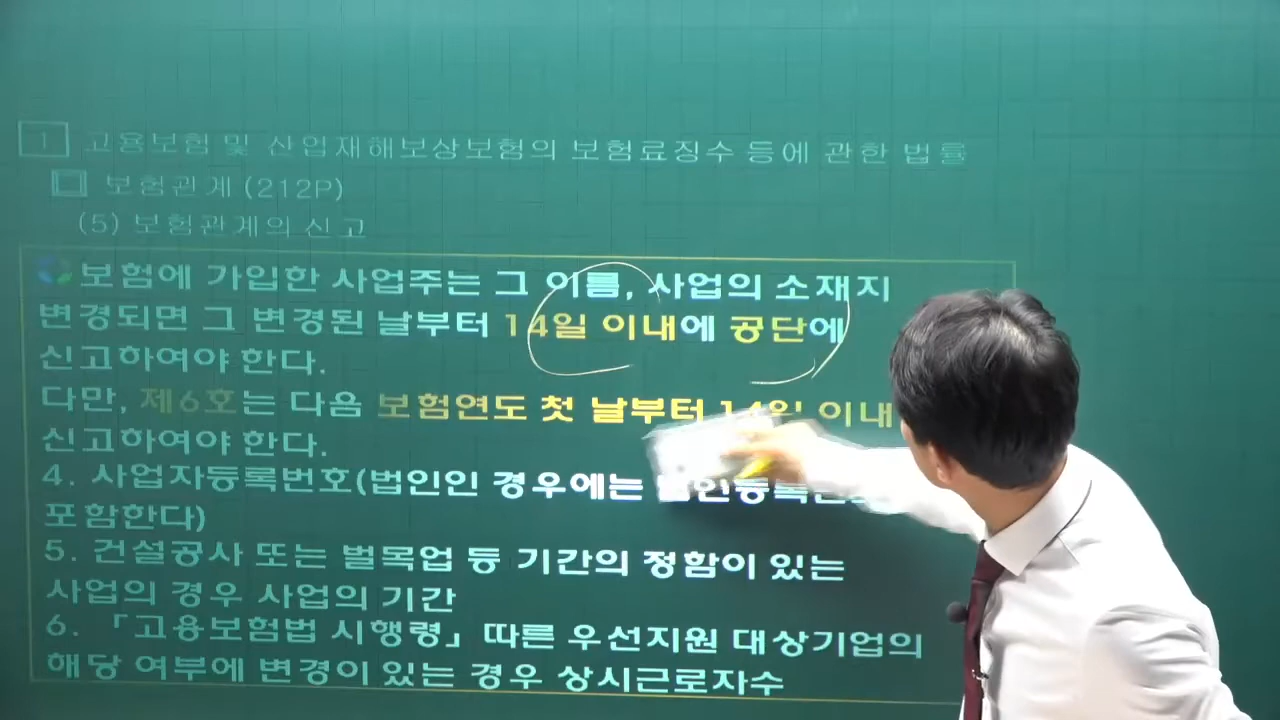 1 고용보험 및 산업재해보상보험의 보험료징수 등에 관한 법률
보험관계 (212P)
(5) 보험관계의 신고
보험에 가입한 사업주는 그 이름, 사업의 소재지
변경되면 그 변경된 날부터 14일 이내에 공단에
신고하여야 한다.
다만, 제6호는 다음 보험연도 첫 날부터 14일 이내
신고하여야 한다.
4. 사업자등록번호(법인인 경우에는
포함한다)
5. 건설공사 또는 벌목업 등 기간의 정함이 있는
사업의 경우 사업의 기간
6. 「고용보험법 시행령」 따른 우선지원 대상기업의
해당 여부에 변경이 있는 경우 상시근로자수